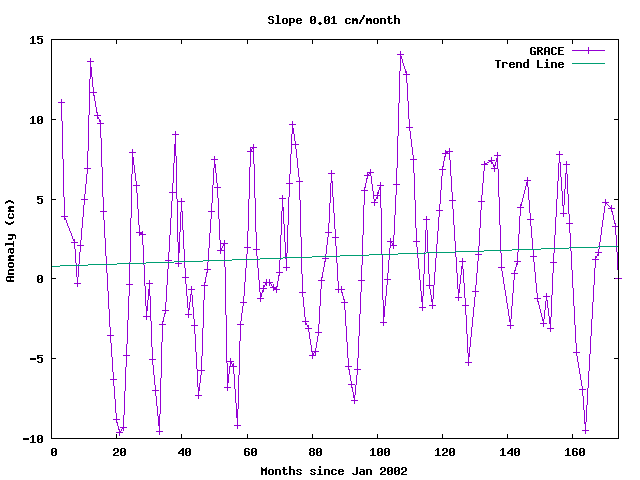 Slope 0.01 cm/month
GRACE
Trend Line
15
10
5
0
-5
-10
Anomaly (cm)
0 20 40 60 80 100 120 140 160
Months since Jan 2002